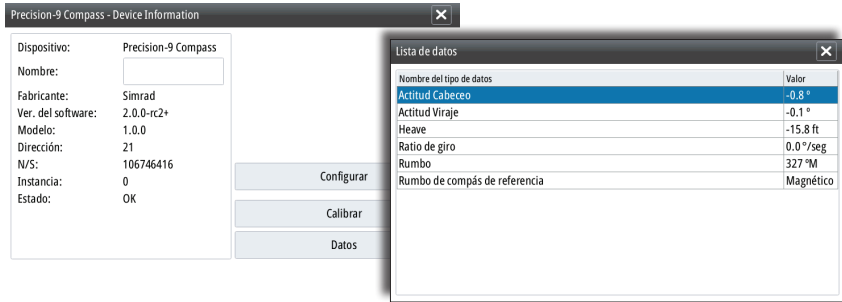 Precision-9 Compass - Device Information
Dispositivo: Precision-9 Compass
Nombre:
Fabricante: Simrad
Ver. del software: 2.0.0-rc2+
Modelo: 1.0.0
Dirección: 21
N/S: 106746416
Instancia: 0
Estado: OK
Configurar
Calibrar
Datos
Lista de datos
Nombre del tipo de datos Valor
Actitud Cabeceo -0.8 º
Actitud Viraje -0.1 º
Heave -15.8 ft
Ratio de giro 0.0 º/seg
Rumbo 327 ºM
Rumbo de compás de referencia Magnético